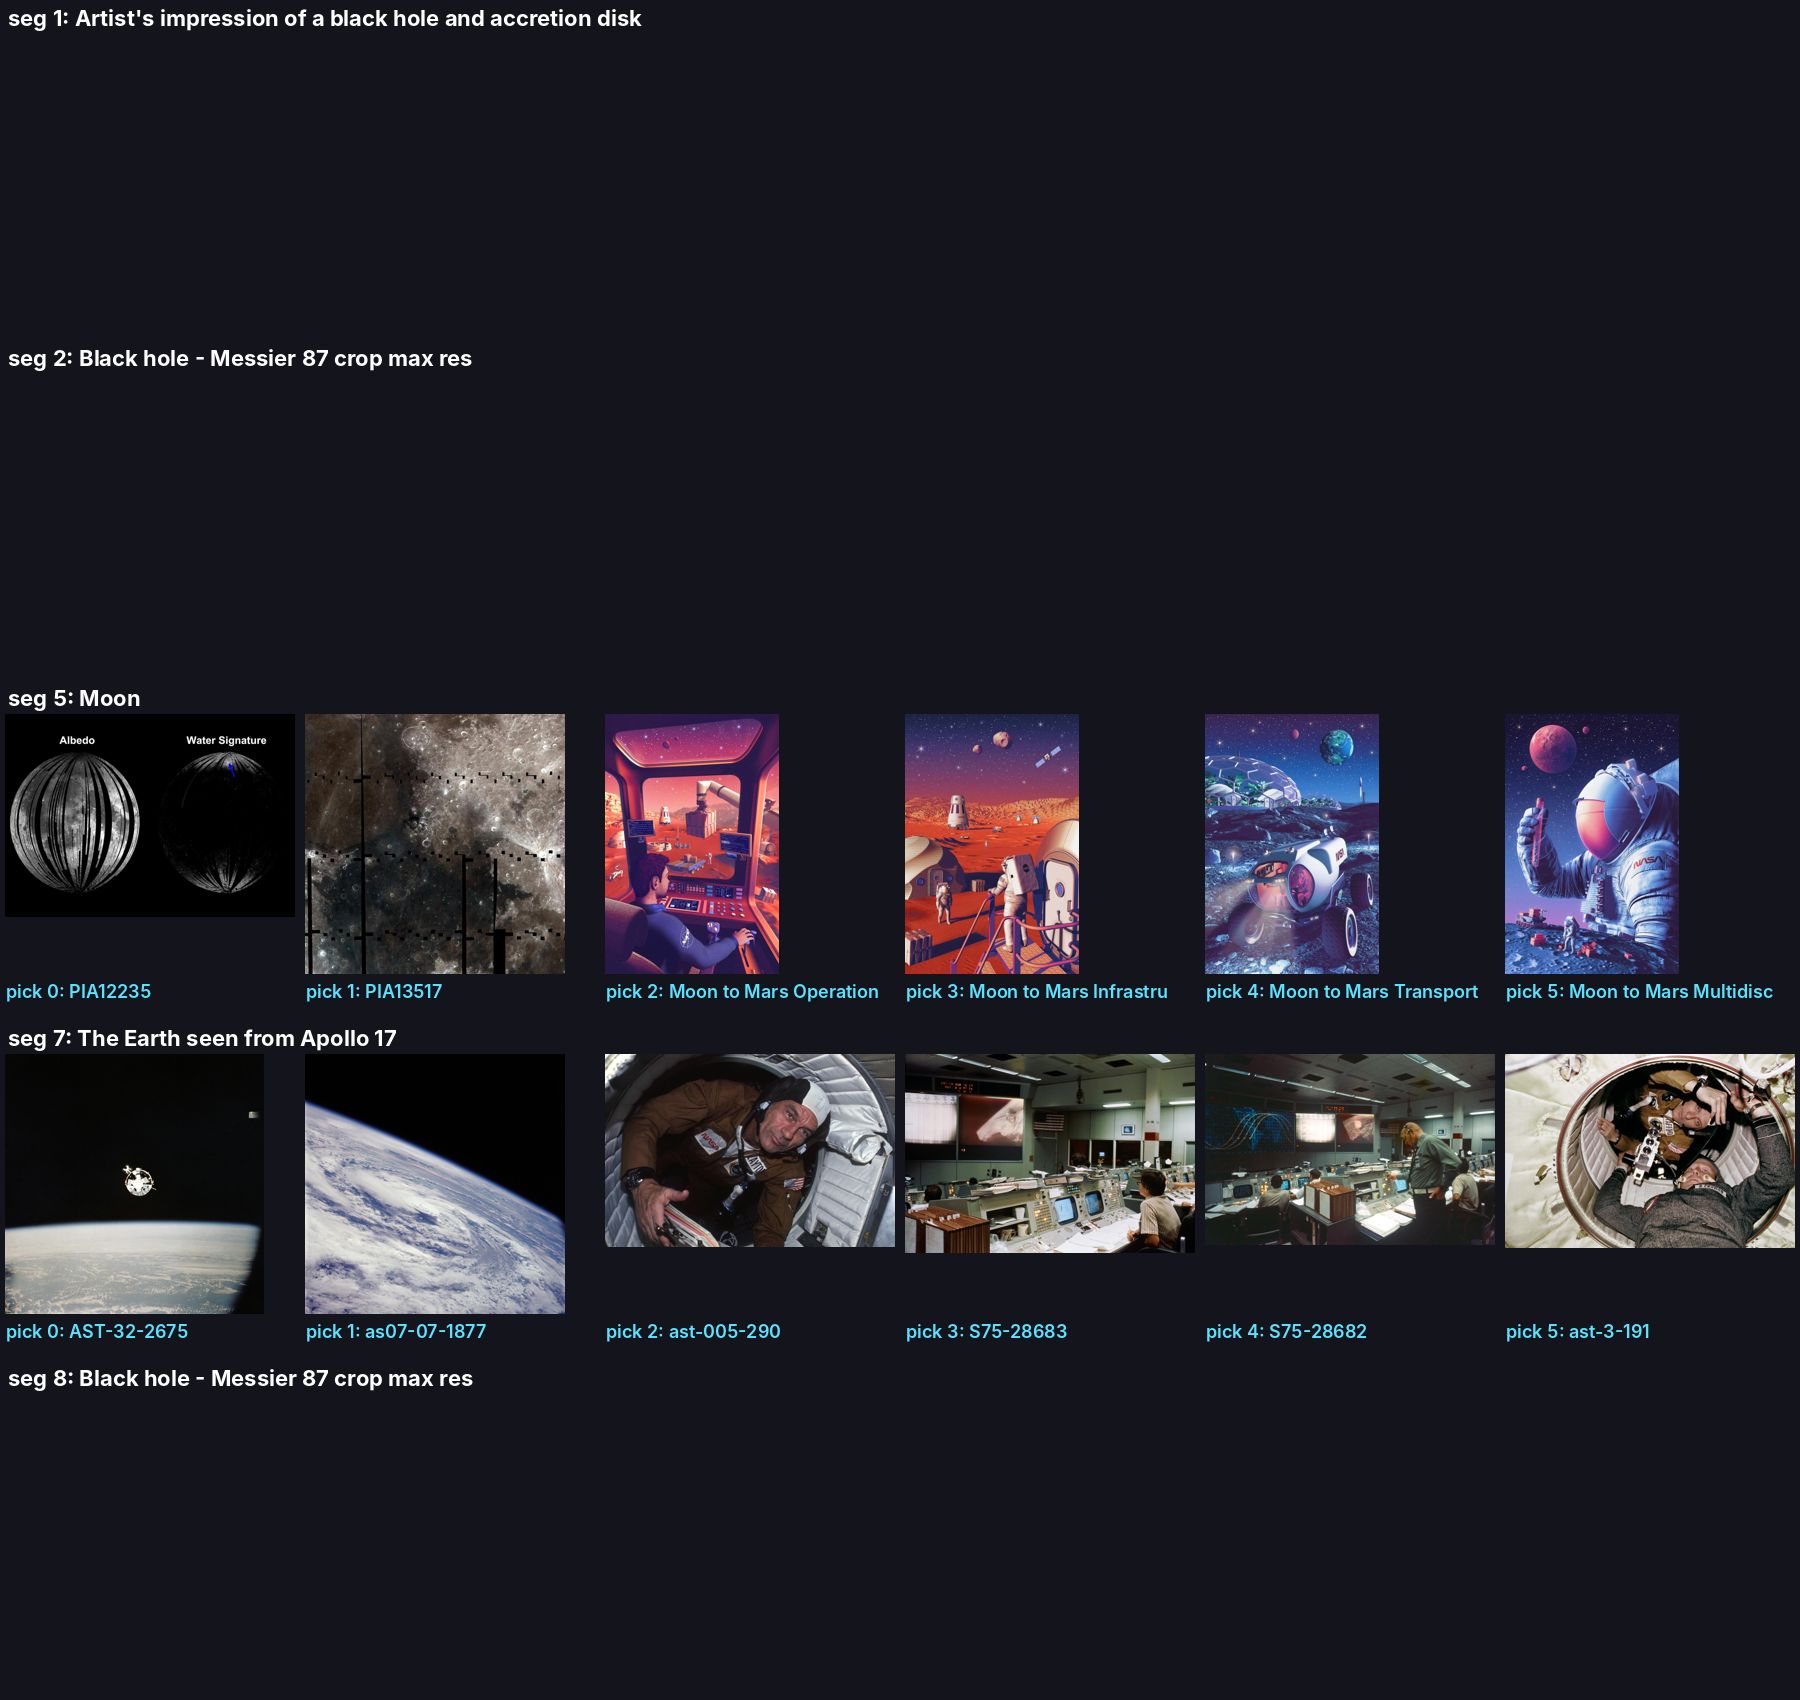 seg 1: Artist's impression of a black hole and accretion disk
seg 2: Black hole - Messier 87 crop max res
seg 5: Moon
Albedo
Water Signature
NASA
pick 0: PIA12235
pick 1: PIA13517
pick 2: Moon to Mars Operation
pick 3: Moon to Mars Infrastru
pick 4: Moon to Mars Transport
pick 5: Moon to Mars Multidisc
seg 7: The Earth seen from Apollo 17
pick 0: AST-32-2675
pick 1: as07-07-1877
pick 2: ast-005-290
pick 3: S75-28683
pick 4: S75-28682
pick 5: ast-3-191
seg 8: Black hole - Messier 87 crop max res